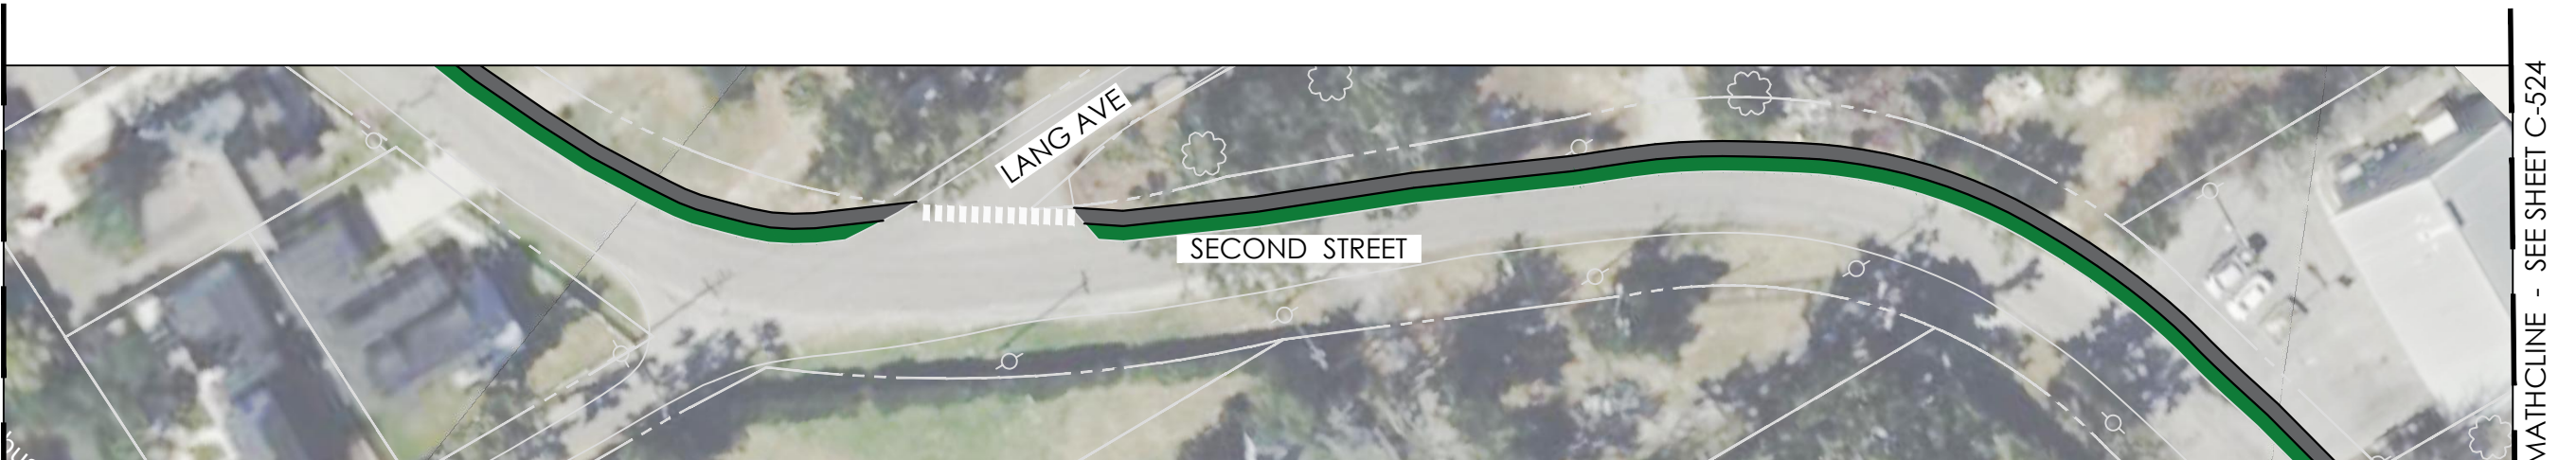 LANG AVE
SECOND STREET
MATHCLINE - SEE SHEET C-524